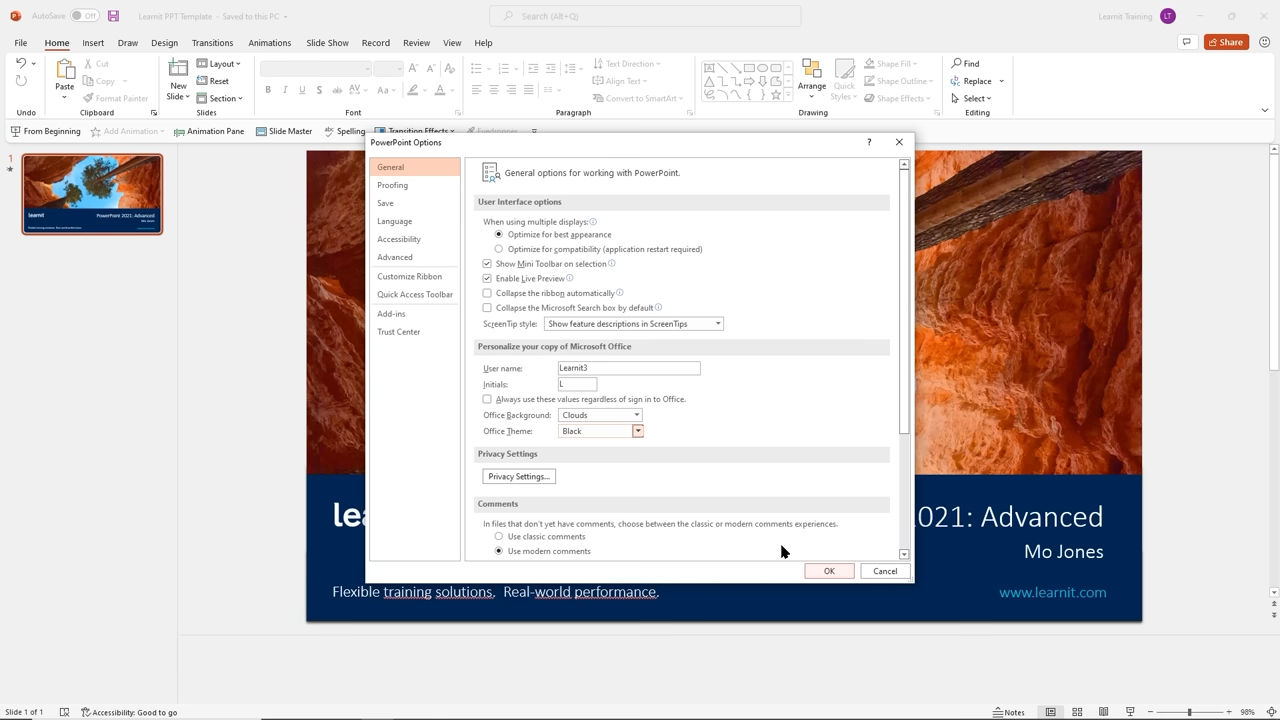 AutoSave Off Learnit PPT Template - Saved to this PC Search (Alt+Q) Learnit Training LT
File Home Insert Draw Design Transitions Animations Slide Show Record Review View Help Share
Cut
Copy
Format Painter
Paste
New Slide
Layout
Reset
Section
Text Direction
Align Text
Convert to SmartArt
Arrange
Quick Styles
Shape Fill
Shape Outline
Shape Effects
Find
Replace
Select
Undo Clipboard Slides Font Paragraph Drawing Editing
From Beginning Add Animation Animation Pane Slide Master Spelling Transition Effects Eyedropper
1
learnit PowerPoint 2021: Advanced
Mo Jones
PowerPoint Options
General
Proofing
Save
Language
Accessibility
Advanced
Customize Ribbon
Quick Access Toolbar
Add-ins
Trust Center
General options for working with PowerPoint.
User Interface options
When using multiple displays:
Optimize for best appearance
Optimize for compatibility (application restart required)
Show Mini Toolbar on selection
Enable Live Preview
Collapse the ribbon automatically
Collapse the Microsoft Search box by default
ScreenTip style: Show feature descriptions in ScreenTips
Personalize your copy of Microsoft Office
User name: Learnit3
Initials: L
Always use these values regardless of sign in to Office.
Office Background: Clouds
Office Theme: Black
Privacy Settings
Privacy Settings...
Comments
In files that don't yet have comments, choose between the classic or modern comments experiences.
Use classic comments
Use modern comments
OK Cancel
le 021: Advanced
Mo Jones
Flexible training solutions. Real-world performance. www.learnit.com
Slide 1 of 1 Accessibility: Good to go Notes 98%